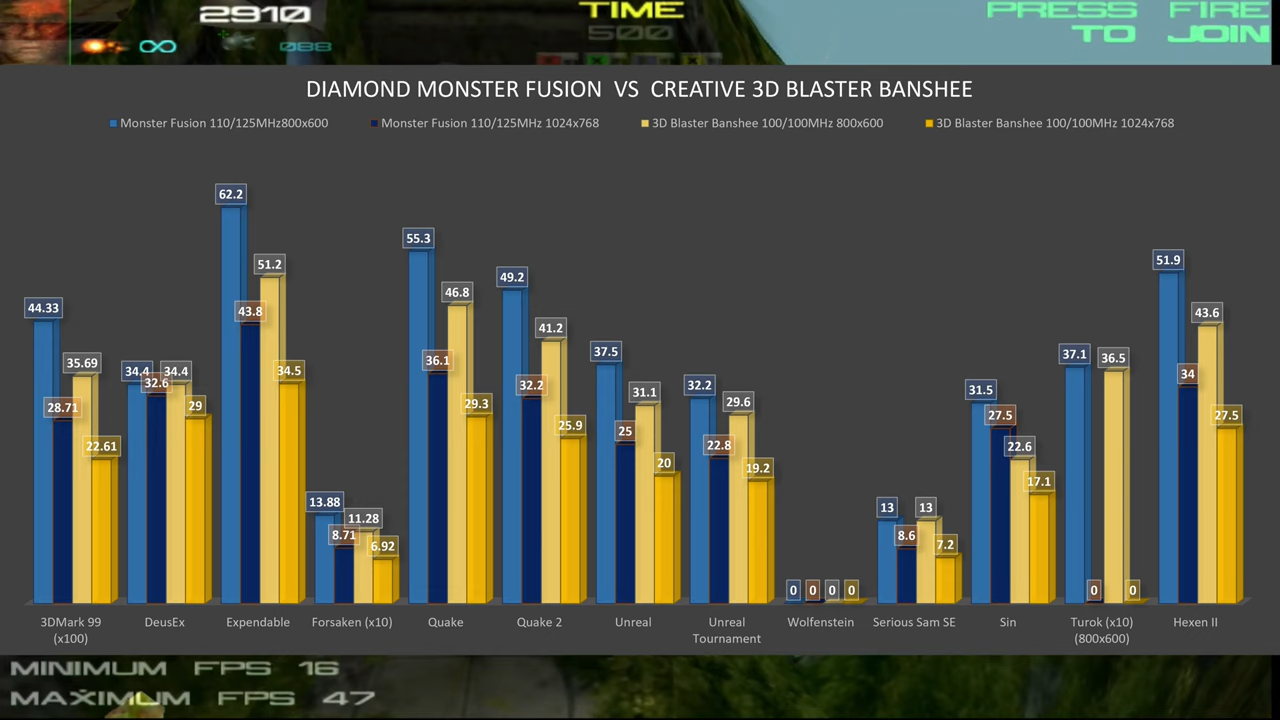 2910
TIME
PRESS FIRE
∞
088
500
TO JOIN
DIAMOND MONSTER FUSION VS CREATIVE 3D BLASTER BANSHEE
Monster Fusion 110/125MHz800x600
Monster Fusion 110/125MHz 1024x768
3D Blaster Banshee 100/100MHz 800x600
3D Blaster Banshee 100/100MHz 1024x768
44.33
28.71
35.69
22.61
34.4
32.6
34.4
29
62.2
43.8
51.2
34.5
13.88
8.71
11.28
6.92
55.3
36.1
46.8
29.3
49.2
32.2
41.2
25.9
37.5
25
31.1
20
32.2
22.8
29.6
19.2
0
0
0
0
13
8.6
13
7.2
31.5
27.5
22.6
17.1
37.1
0
36.5
0
51.9
34
43.6
27.5
3DMark 99
(x100)
DeusEx
Expendable
Forsaken (x10)
Quake
Quake 2
Unreal
Unreal
Tournament
Wolfenstein
Serious Sam SE
Sin
Turok (x10)
(800x600)
Hexen II
MINIMUM FPS 16
MAXIMUM FPS 47